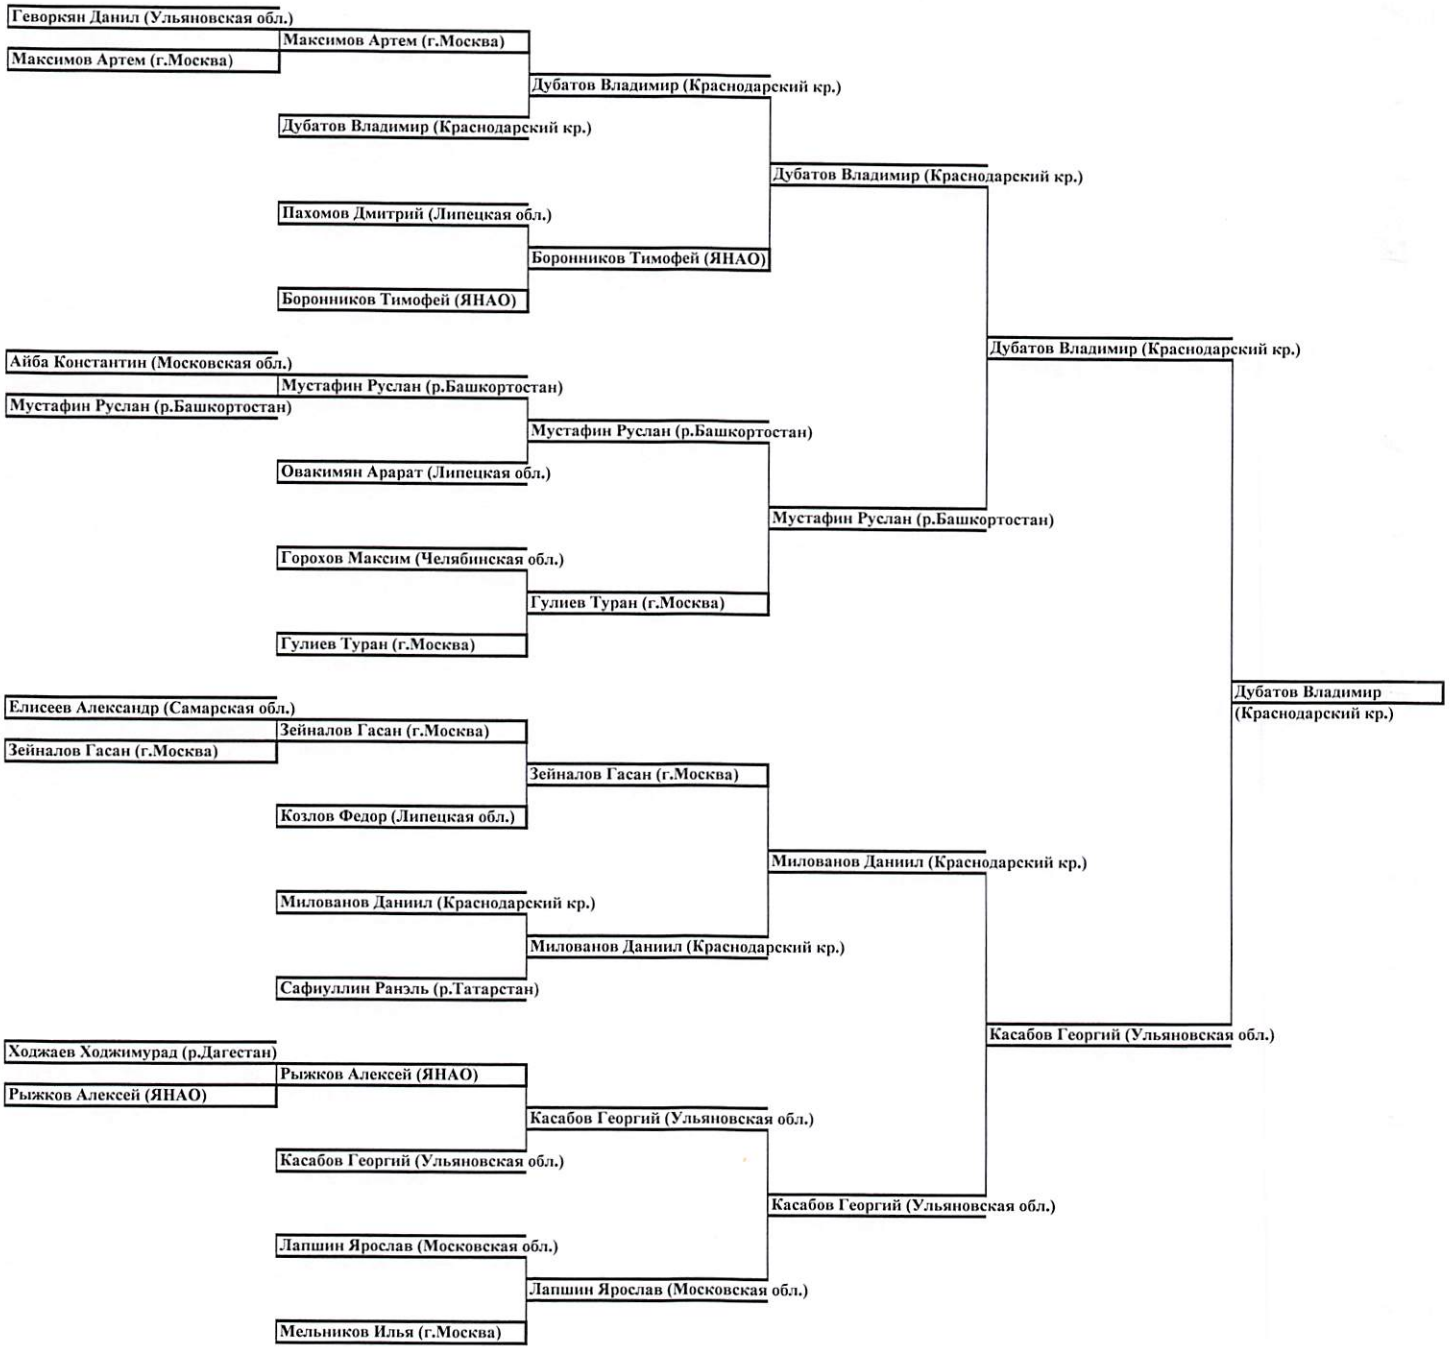 Геворкян Данил (Ульяновская обл.)
Максимов Артем (г.Москва)
Максимов Артем (г.Москва)
Дубатов Владимир (Краснодарский кр.)
Дубатов Владимир (Краснодарский кр.)
Дубатов Владимир (Краснодарский кр.)
Пахомов Дмитрий (Липецкая обл.)
Боронников Тимофей (ЯНАО)
Боронников Тимофей (ЯНАО)
Дубатов Владимир (Краснодарский кр.)
Айба Константин (Московская обл.)
Мустафин Руслан (р.Башкортостан)
Мустафин Руслан (р.Башкортостан)
Мустафин Руслан (р.Башкортостан)
Овакимян Арарат (Липецкая обл.)
Мустафин Руслан (р.Башкортостан)
Горохов Максим (Челябинская обл.)
Гулиев Туран (г.Москва)
Гулиев Туран (г.Москва)
Дубатов Владимир
(Краснодарский кр.)
Елисеев Александр (Самарская обл.)
Зейналов Гасан (г.Москва)
Зейналов Гасан (г.Москва)
Зейналов Гасан (г.Москва)
Козлов Федор (Липецкая обл.)
Милованов Даниил (Краснодарский кр.)
Милованов Даниил (Краснодарский кр.)
Милованов Даниил (Краснодарский кр.)
Сафиуллин Ранэль (р.Татарстан)
Касабов Георгий (Ульяновская обл.)
Ходжаев Ходжимурад (р.Дагестан)
Рыжков Алексей (ЯНАО)
Рыжков Алексей (ЯНАО)
Касабов Георгий (Ульяновская обл.)
Касабов Георгий (Ульяновская обл.)
Касабов Георгий (Ульяновская обл.)
Лапшин Ярослав (Московская обл.)
Лапшин Ярослав (Московская обл.)
Мельников Илья (г.Москва)